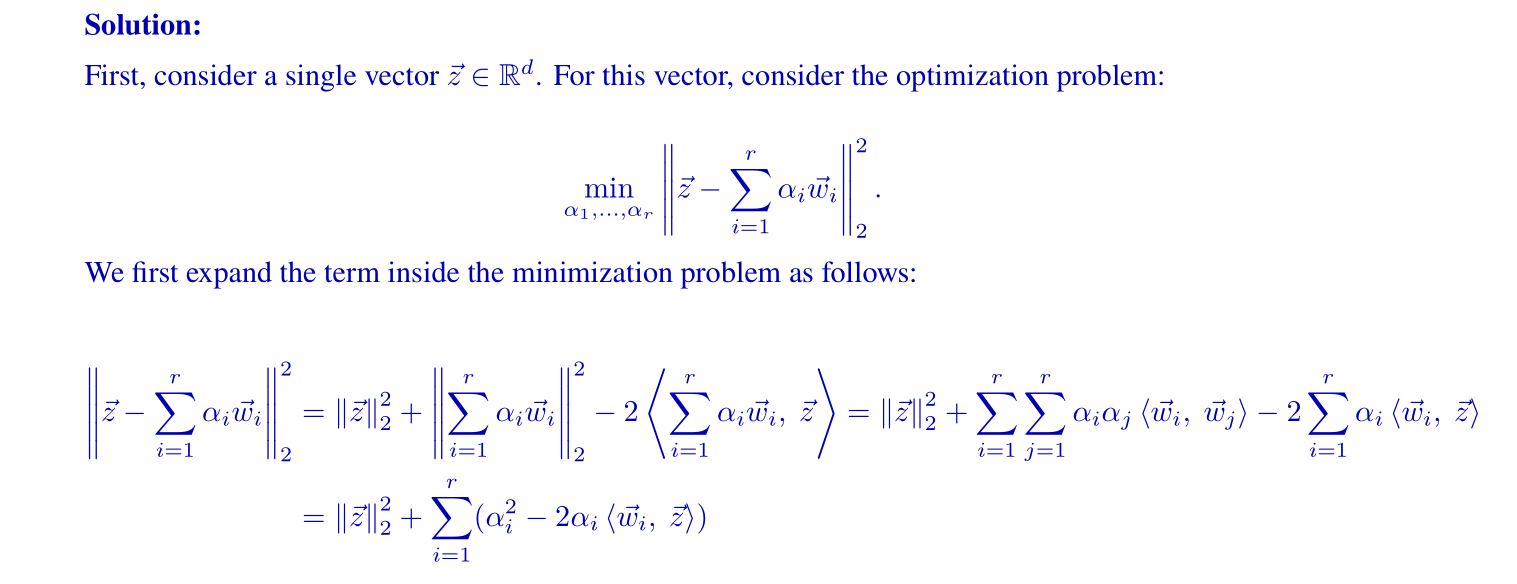 Solution:
First, consider a single vector $\vec{z} \in \mathbb{R}^d$. For this vector, consider the optimization problem:
$$\min_{\alpha_1,\ldots,\alpha_r} \left\| \vec{z} - \sum_{i=1}^{r} \alpha_i \vec{w}_i \right\|_2^2.$$
We first expand the term inside the minimization problem as follows:
$$\left\| \vec{z} - \sum_{i=1}^{r} \alpha_i \vec{w}_i \right\|_2^2 = \|\vec{z}\|_2^2 + \left\| \sum_{i=1}^{r} \alpha_i \vec{w}_i \right\|_2^2 - 2 \left\langle \sum_{i=1}^{r} \alpha_i \vec{w}_i, \vec{z} \right\rangle = \|\vec{z}\|_2^2 + \sum_{i=1}^{r} \sum_{j=1}^{r} \alpha_i \alpha_j \langle \vec{w}_i, \vec{w}_j \rangle - 2 \sum_{i=1}^{r} \alpha_i \langle \vec{w}_i, \vec{z} \rangle$$
$$= \|\vec{z}\|_2^2 + \sum_{i=1}^{r} (\alpha_i^2 - 2\alpha_i \langle \vec{w}_i, \vec{z} \rangle)$$